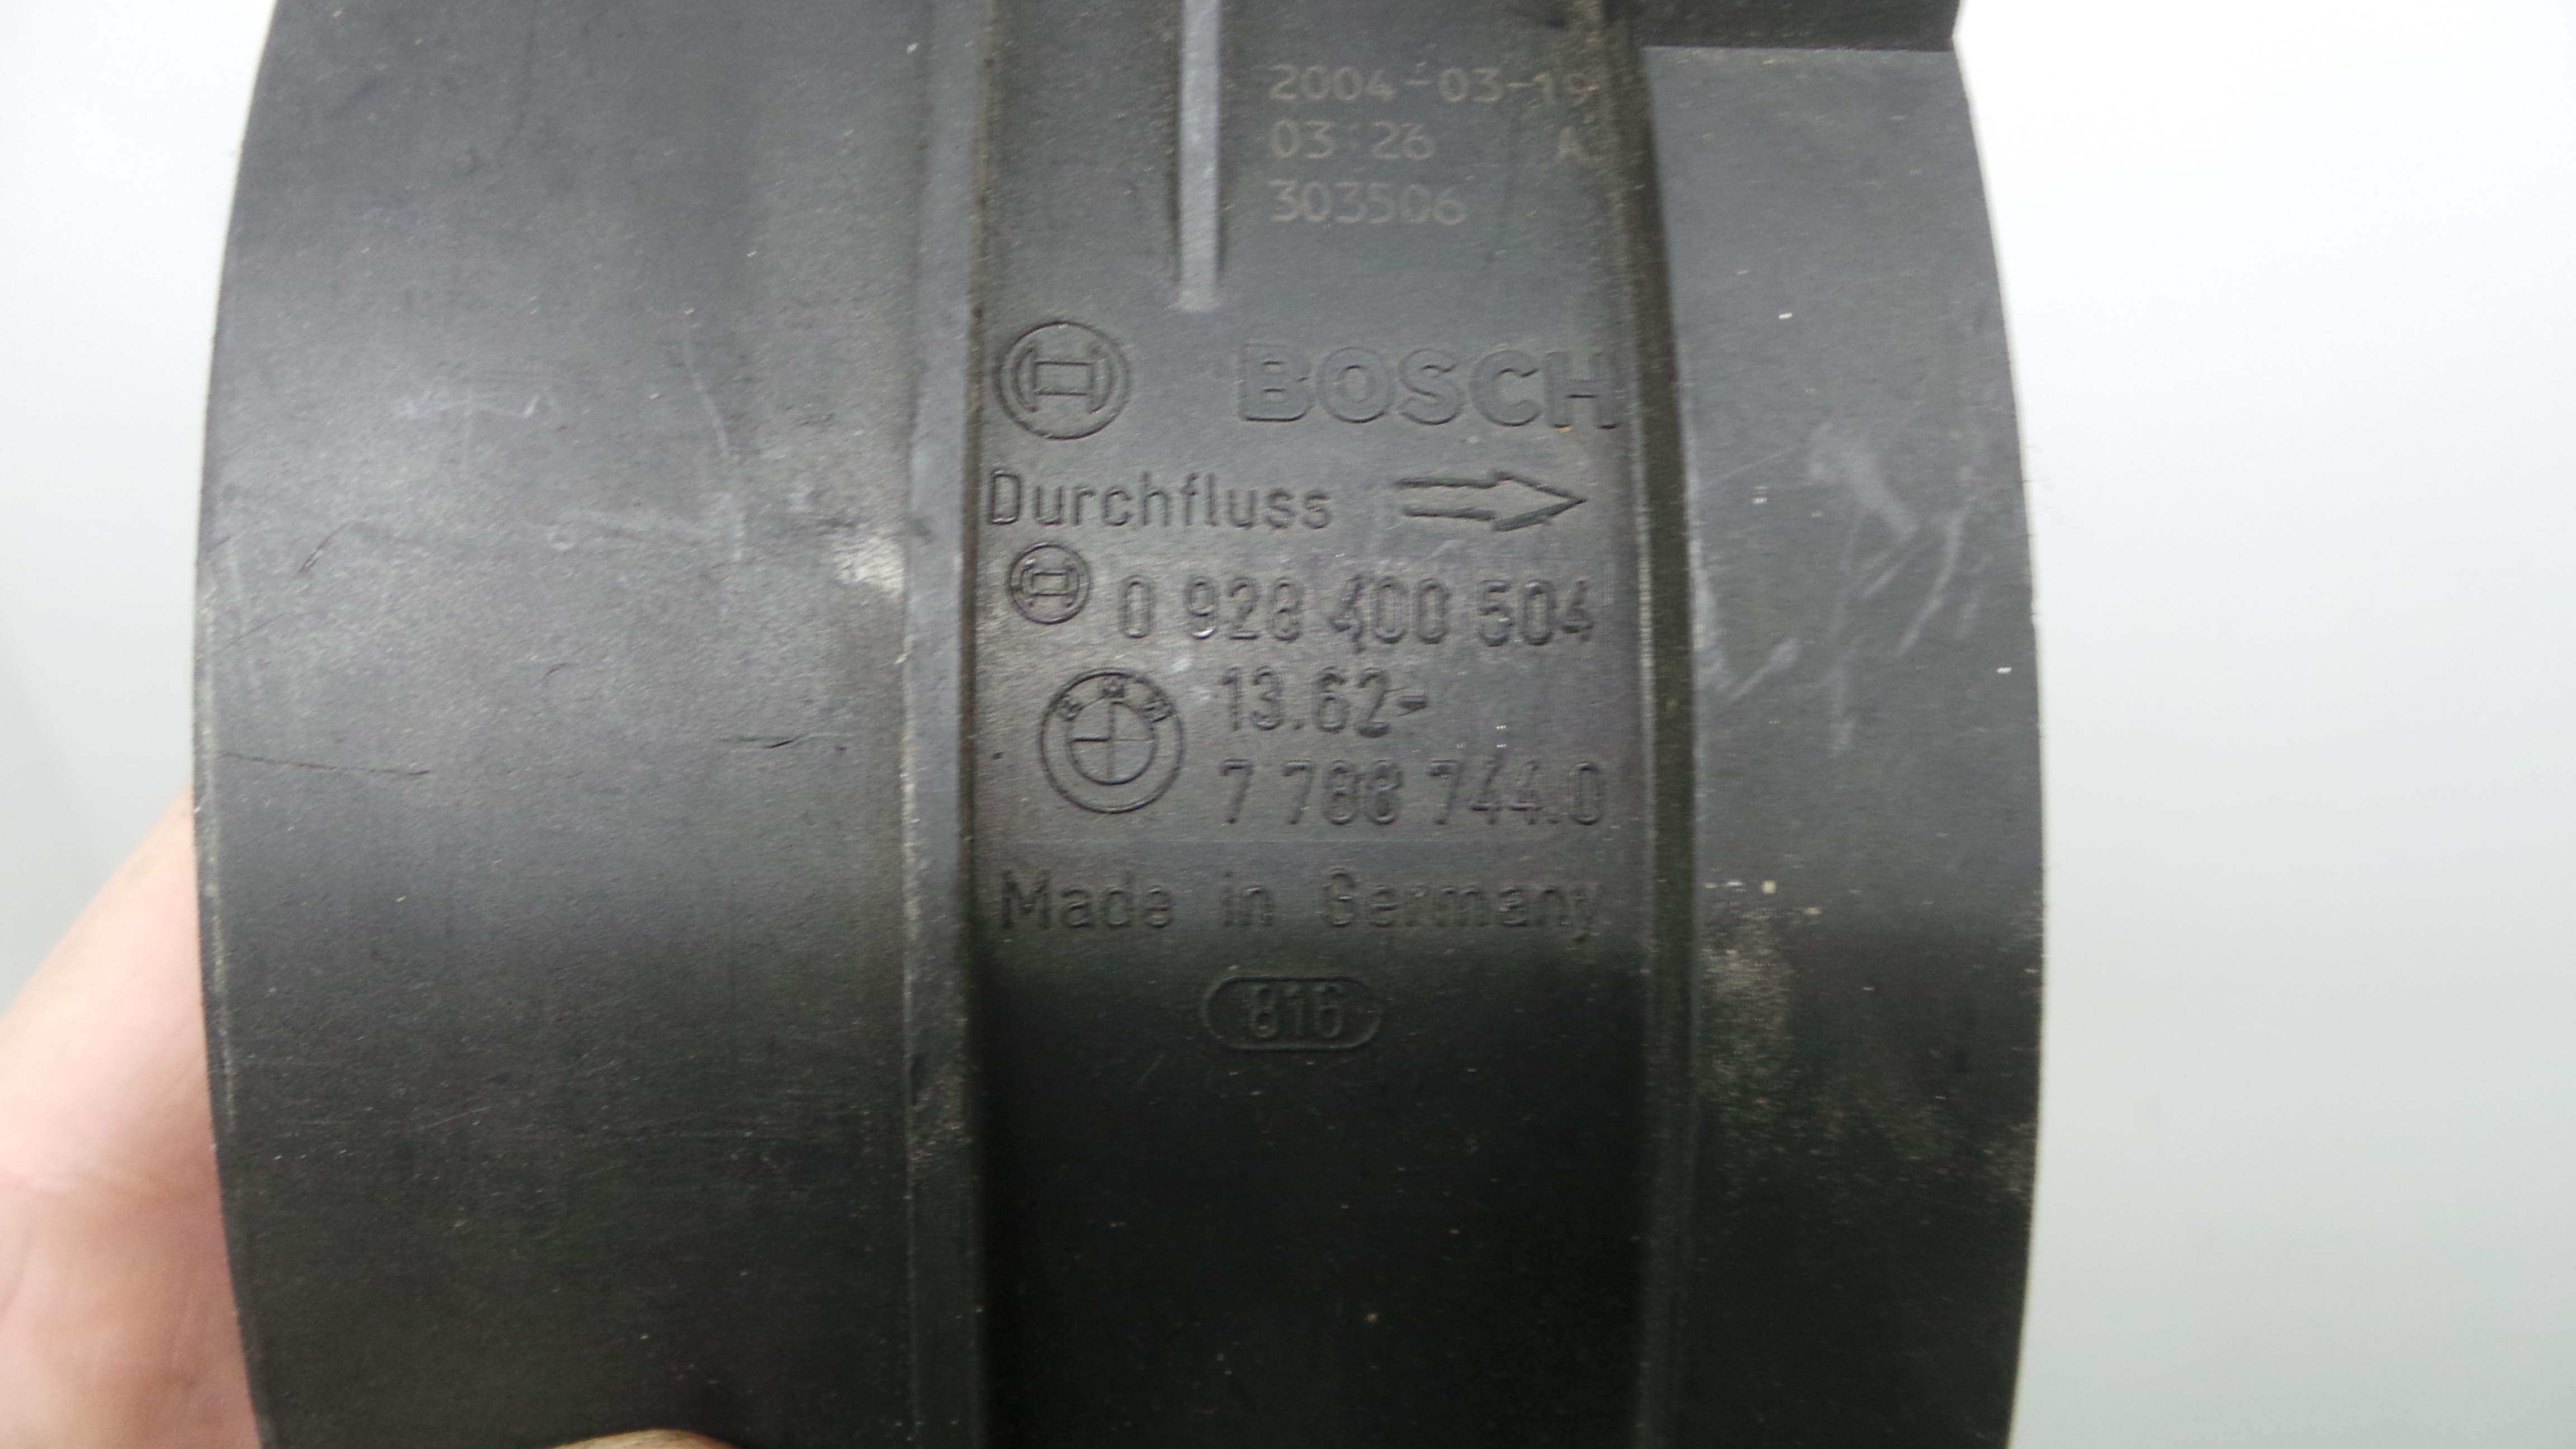 2004-03-19
03:26 A
303506
BOSCH
Durchfluss
0 928 400 504
BMW
13.62-
7 788 744.0
Made in Germany
816